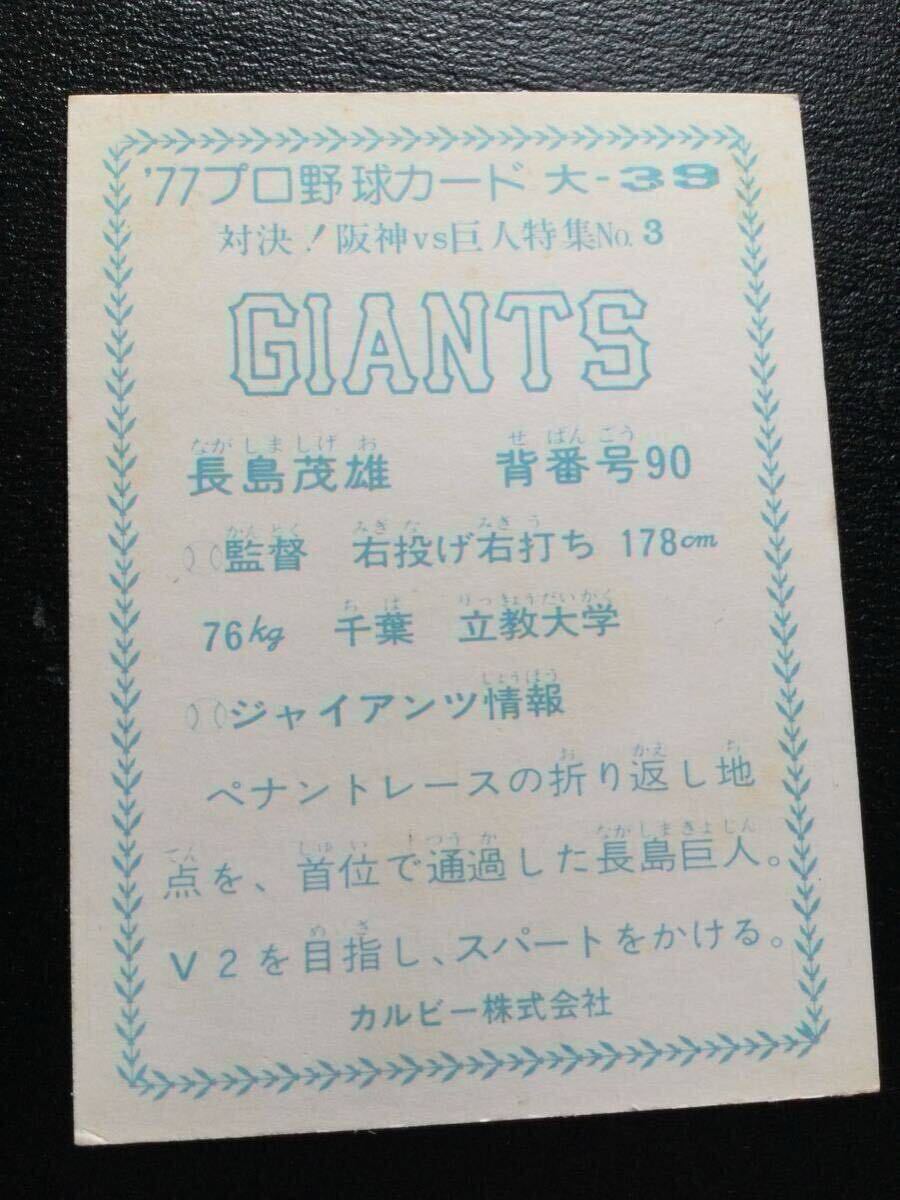 '77プロ野球カード 大-39
対決!阪神vs巨人特集No.3
GIANTS
ながしましげお せばんごう
長島茂雄 背番号90
かんとく みぎな みぎう
監督 右投げ右打ち 178cm
ちば りっきょうだいがく
76kg 千葉 立教大学
じょうほう
ジャイアンツ情報
お かえ ち
ペナントレースの折り返し地
てん しゅい つうか ながしまきょじん
点を、首位で通過した長島巨人。
めざ
V2を目指し、スパートをかける。
カルビー株式会社